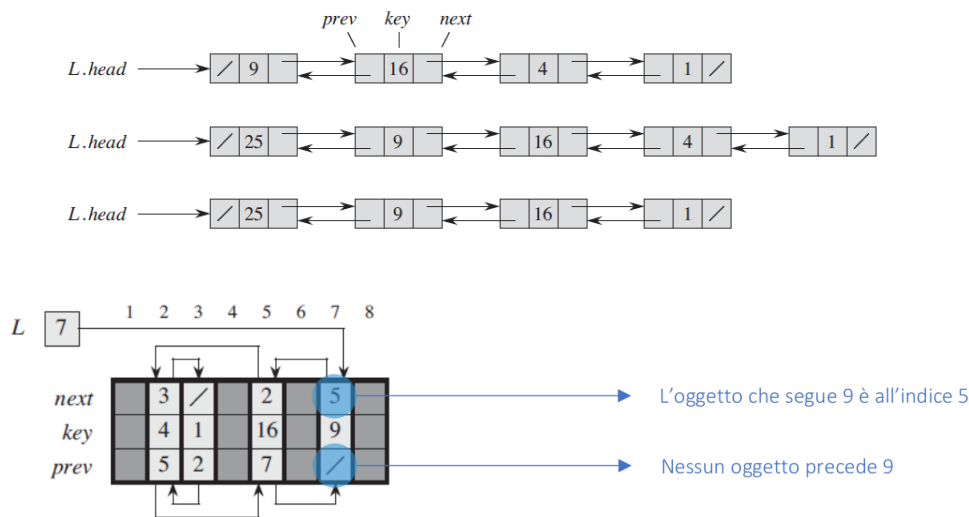 prev key next
L.head / 9 16 4 1 /
L.head / 25 9 16 4 1 /
L.head / 25 9 16 1 /
1 2 3 4 5 6 7 8
L 7
next 3 / 2 5 L'oggetto che segue 9 è all'indice 5
key 4 1 16 9
prev 5 2 7 / Nessun oggetto precede 9